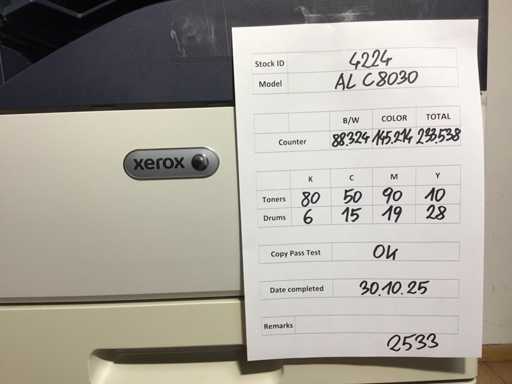 xerox
Stock ID 4224
Model AL C8030
B/W COLOR TOTAL
Counter 88.324 145.214 233.538
K C M Y
Toners 80 50 90 10
Drums 6 15 19 28
Copy Pass Test OK
Date completed 30.10.25
Remarks
2533